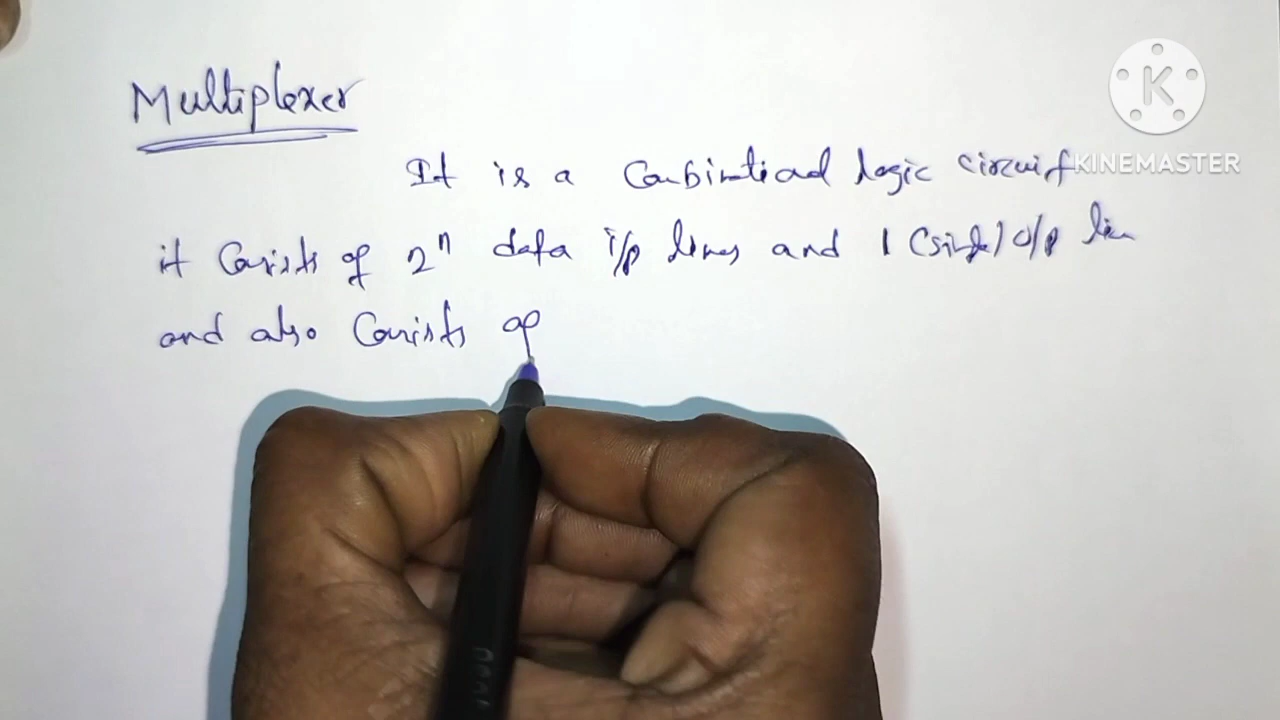 Multiplexer
It is a Combinational logic circuit
it Consists of 2ⁿ data i/p lines and 1 (single) o/p line
and also Consists of
K
KINEMASTER